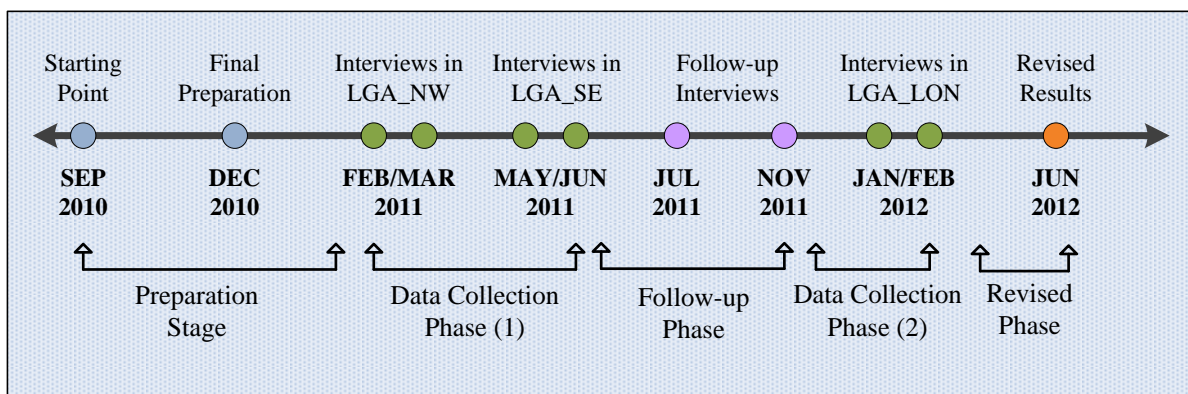 Starting
Point
Final
Preparation
Interviews in
LGA_NW
Interviews in
LGA_SE
Follow-up
Interviews
Interviews in
LGA_LON
Revised
Results
SEP
2010
DEC
2010
FEB/MAR
2011
MAY/JUN
2011
JUL
2011
NOV
2011
JAN/FEB
2012
JUN
2012
Preparation
Stage
Data Collection
Phase (1)
Follow-up
Phase
Data Collection
Phase (2)
Revised
Phase